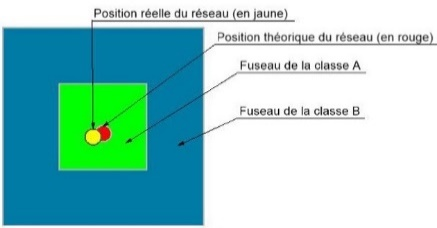 Position réelle du réseau (en jaune)
Position théorique du réseau (en rouge)
Fuseau de la classe A
Fuseau de la classe B